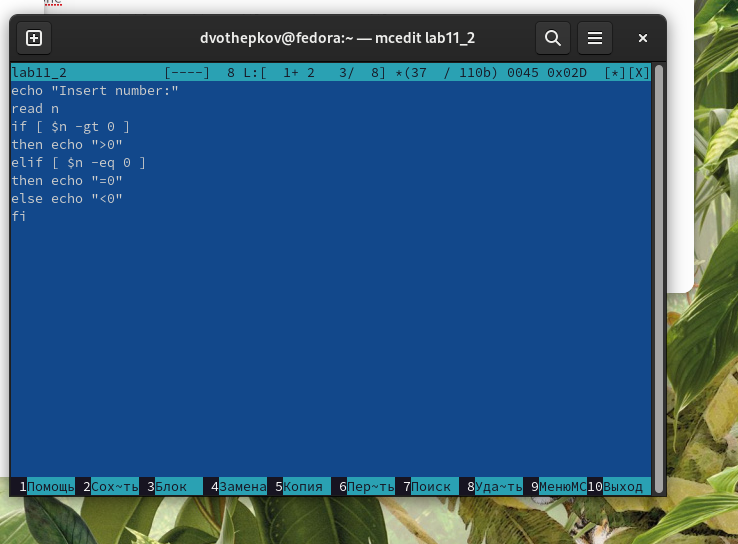 dvothepkov@fedora:~ — mcedit lab11_2
lab11_2 [----] 8 L:[ 1+ 2 3/ 8] *(37 / 110b) 0045 0x02D [*][X]
echo "Insert number:"
read n
if [ $n -gt 0 ]
then echo ">0"
elif [ $n -eq 0 ]
then echo "=0"
else echo "<0"
fi
1Помощь 2Сох~ть 3Блок 4Замена 5Копия 6Пер~ть 7Поиск 8Уда~ть 9МенюМС 10Выход